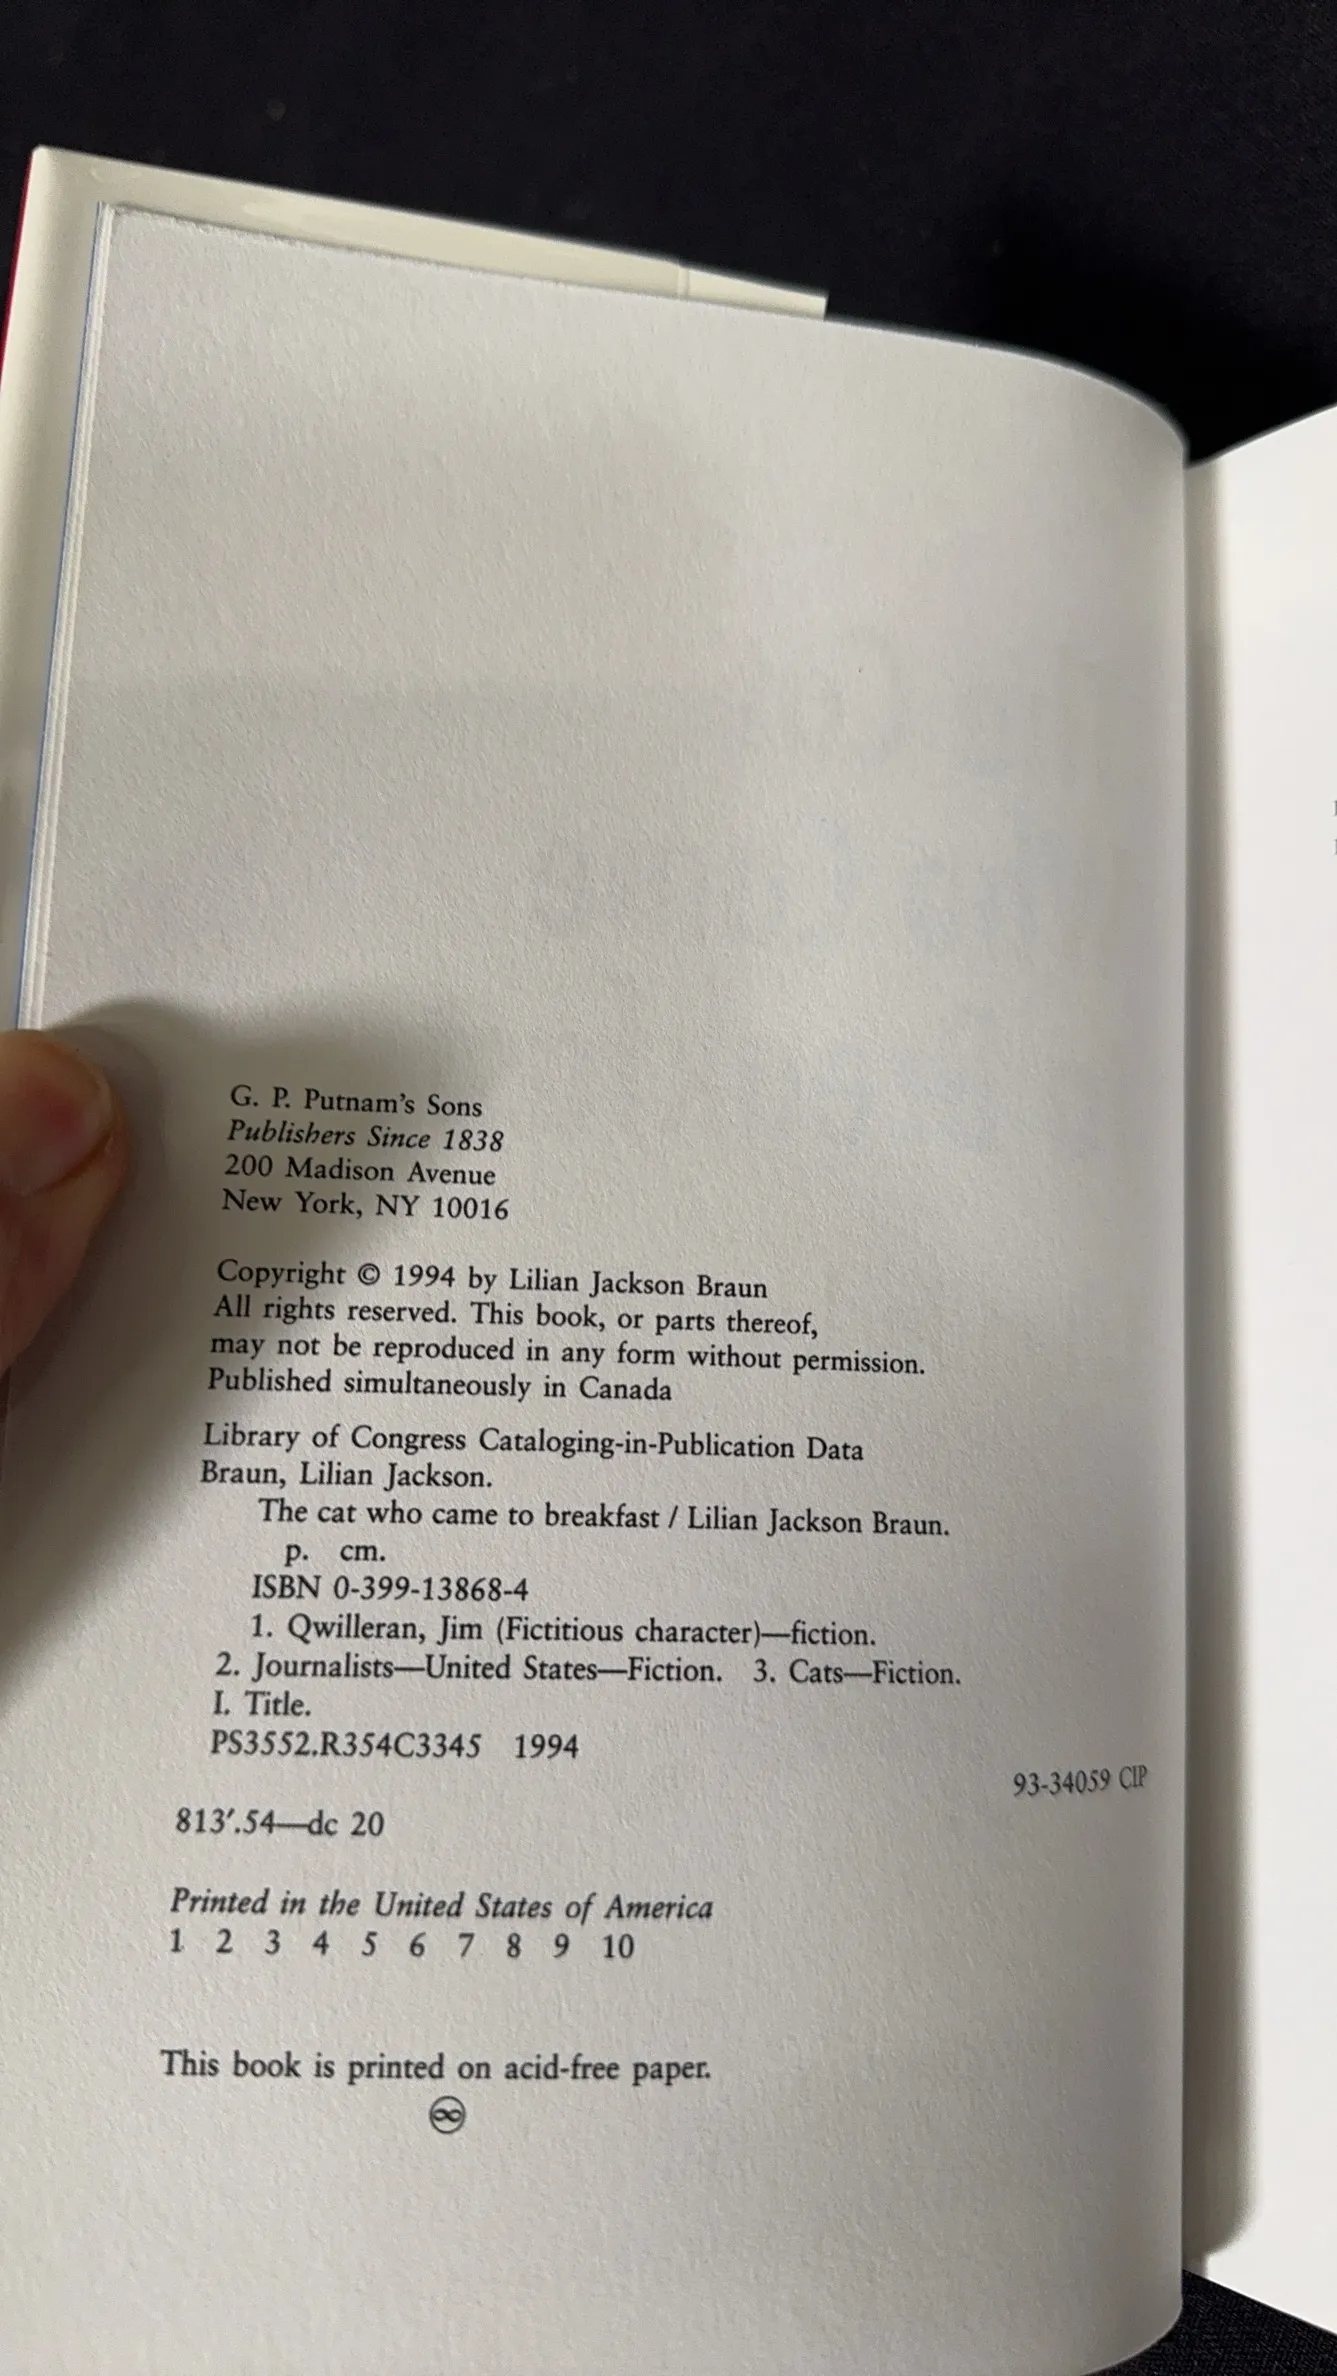 G. P. Putnam's Sons
Publishers Since 1838
200 Madison Avenue
New York, NY 10016
Copyright © 1994 by Lilian Jackson Braun
All rights reserved. This book, or parts thereof,
may not be reproduced in any form without permission.
Published simultaneously in Canada
Library of Congress Cataloging-in-Publication Data
Braun, Lilian Jackson.
The cat who came to breakfast / Lilian Jackson Braun.
p. cm.
ISBN 0-399-13868-4
1. Qwilleran, Jim (Fictitious character)—fiction.
2. Journalists—United States—Fiction. 3. Cats—Fiction.
I. Title.
PS3552.R354C3345 1994
93-34059 CIP
813′.54—dc 20
Printed in the United States of America
1 2 3 4 5 6 7 8 9 10
This book is printed on acid-free paper.
♾